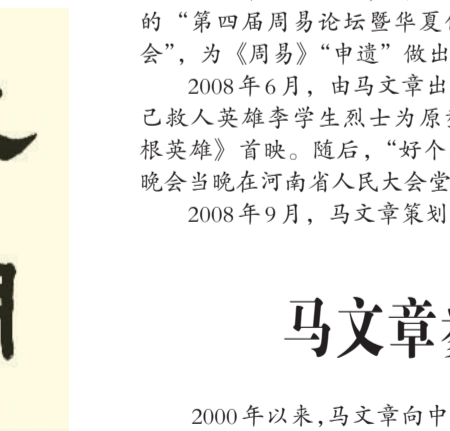 的“第四届周易论坛暨华夏
会”，为《周易》“申遗”做出
2008年6月，由马文章出
己救人英雄李学生烈士为原
根英雄》首映。随后，“好个
晚会当晚在河南省人民大会堂
2008年9月，马文章策划
马文章
2000年以来,马文章向中